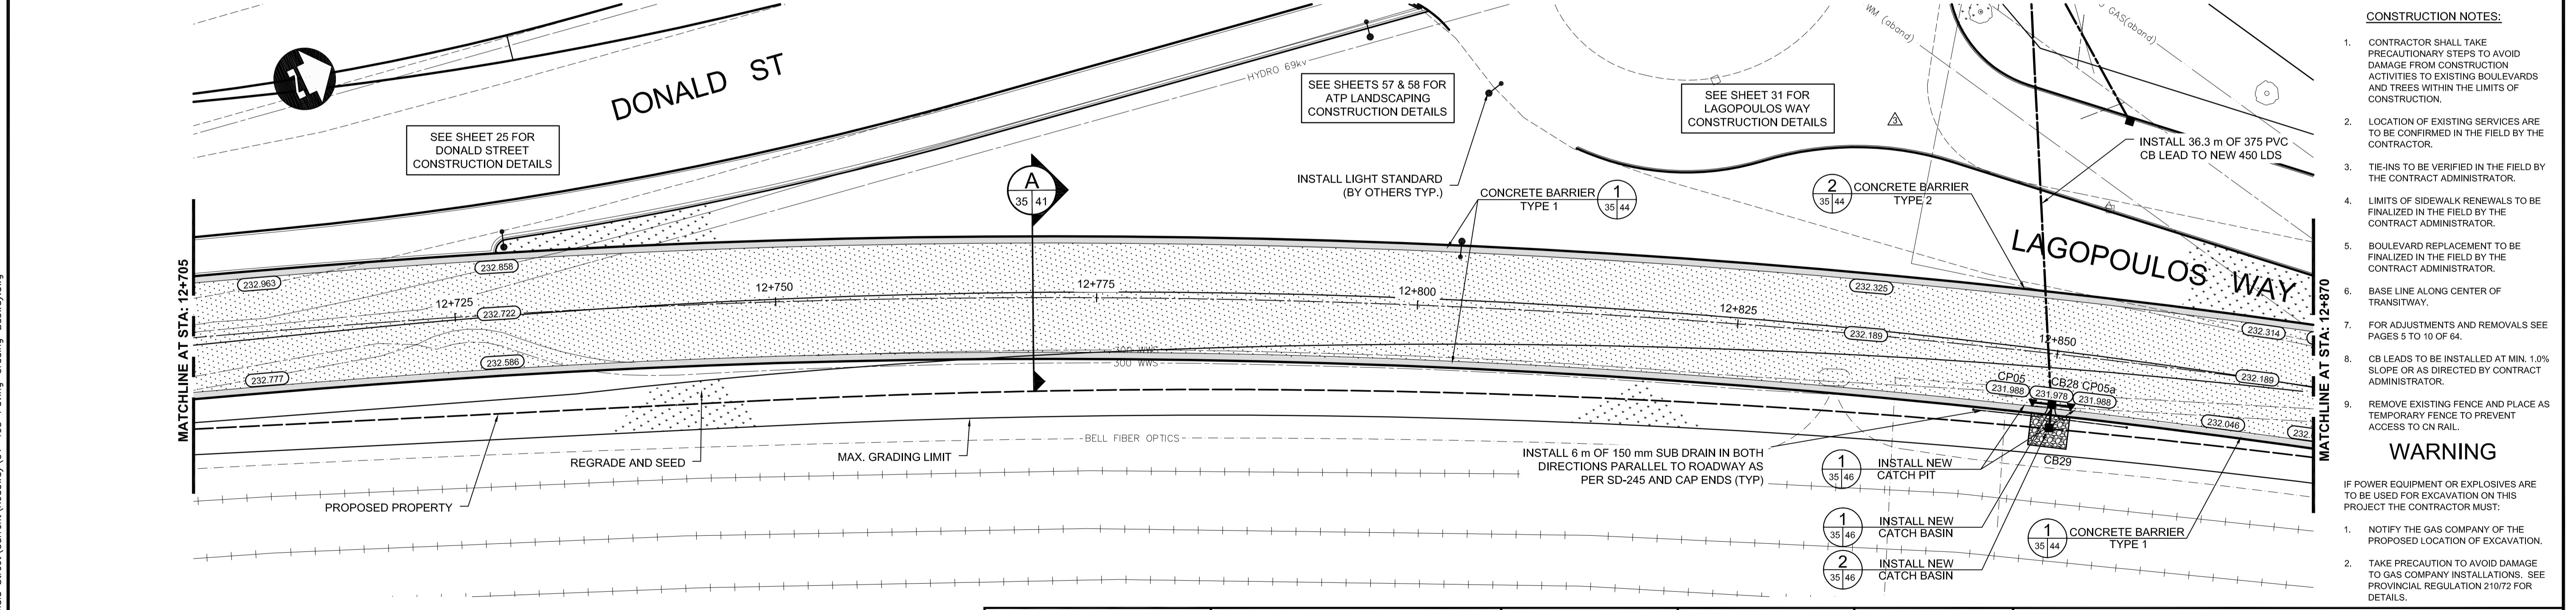 DONALD ST
SEE SHEET 25 FOR
DONALD STREET
CONSTRUCTION DETAILS
HYDRO 69kv
SEE SHEETS 57 & 58 FOR
ATP LANDSCAPING
CONSTRUCTION DETAILS
WM (aband)
GAS(aband)
SEE SHEET 31 FOR
LAGOPOULOS WAY
CONSTRUCTION DETAILS
3
INSTALL 36.3 m OF 375 PVC
CB LEAD TO NEW 450 LDS
INSTALL LIGHT STANDARD
(BY OTHERS TYP.)
A
35 41
CONCRETE BARRIER
TYPE 1
1
35 44
2
35 44
CONCRETE BARRIER
TYPE 2
LAGOPOULOS WAY
MATCHLINE AT STA: 12+705
232.963
232.858
12+725
232.722
12+750
12+775
12+800
12+825
232.325
232.189
12+850
232.314
232.777
232.586
300 WWS
300 WWS
232.189
CP05
CB28 CP05a
231.988
231.978
231.988
232.046
232.
MATCHLINE AT STA: 12+870
BELL FIBER OPTICS
REGRADE AND SEED
MAX. GRADING LIMIT
PROPOSED PROPERTY
INSTALL 6 m OF 150 mm SUB DRAIN IN BOTH
DIRECTIONS PARALLEL TO ROADWAY AS
PER SD-245 AND CAP ENDS (TYP)
CB29
1
35 46
INSTALL NEW
CATCH PIT
1
35 46
INSTALL NEW
CATCH BASIN
2
35 46
INSTALL NEW
CATCH BASIN
1
35 44
CONCRETE BARRIER
TYPE 1
CONSTRUCTION NOTES:
1. CONTRACTOR SHALL TAKE
PRECAUTIONARY STEPS TO AVOID
DAMAGE FROM CONSTRUCTION
ACTIVITIES TO EXISTING BOULEVARDS
AND TREES WITHIN THE LIMITS OF
CONSTRUCTION.
2. LOCATION OF EXISTING SERVICES ARE
TO BE CONFIRMED IN THE FIELD BY THE
CONTRACTOR.
3. TIE-INS TO BE VERIFIED IN THE FIELD BY
THE CONTRACT ADMINISTRATOR.
4. LIMITS OF SIDEWALK RENEWALS TO BE
FINALIZED IN THE FIELD BY THE
CONTRACT ADMINISTRATOR.
5. BOULEVARD REPLACEMENT TO BE
FINALIZED IN THE FIELD BY THE
CONTRACT ADMINISTRATOR.
6. BASE LINE ALONG CENTER OF
TRANSITWAY.
7. FOR ADJUSTMENTS AND REMOVALS SEE
PAGES 5 TO 10 OF 64.
8. CB LEADS TO BE INSTALLED AT MIN. 1.0%
SLOPE OR AS DIRECTED BY CONTRACT
ADMINISTRATOR.
9. REMOVE EXISTING FENCE AND PLACE AS
TEMPORARY FENCE TO PREVENT
ACCESS TO CN RAIL.
WARNING
IF POWER EQUIPMENT OR EXPLOSIVES ARE
TO BE USED FOR EXCAVATION ON THIS
PROJECT THE CONTRACTOR MUST:
1. NOTIFY THE GAS COMPANY OF THE
PROPOSED LOCATION OF EXCAVATION.
2. TAKE PRECAUTION TO AVOID DAMAGE
TO GAS COMPANY INSTALLATIONS. SEE
PROVINCIAL REGULATION 210/72 FOR
DETAILS.